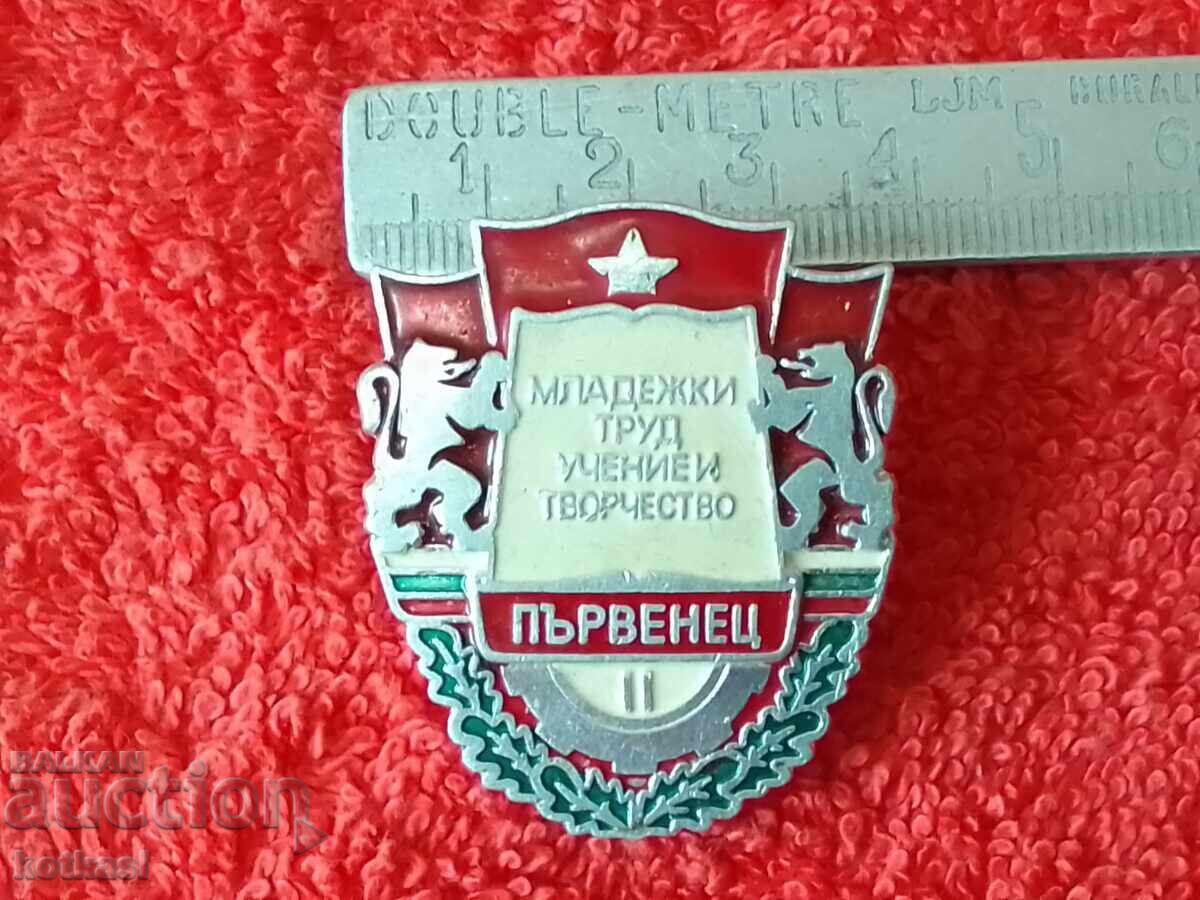 DOUBLE-METRE LJM
1 2 3 4 5 6
МЛАДЕЖКИ
ТРУД
УЧЕНИЕ И
ТВОРЧЕСТВО
ПЪРВЕНЕЦ
II
BALKAN
auction
kotkasl